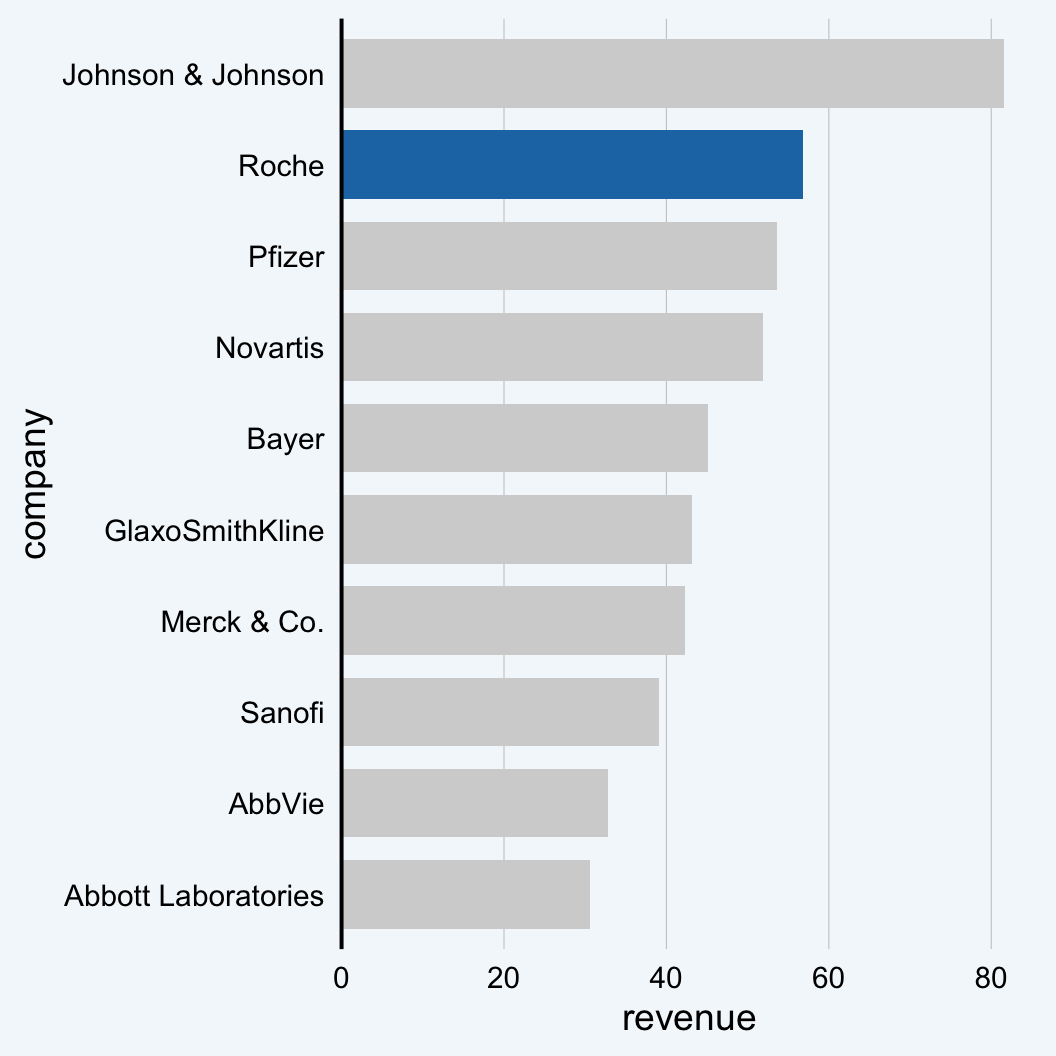 Johnson & Johnson
Roche
Pfizer
Novartis
Bayer
GlaxoSmithKline
Merck & Co.
Sanofi
AbbVie
Abbott Laboratories
company
0 20 40 60 80
revenue